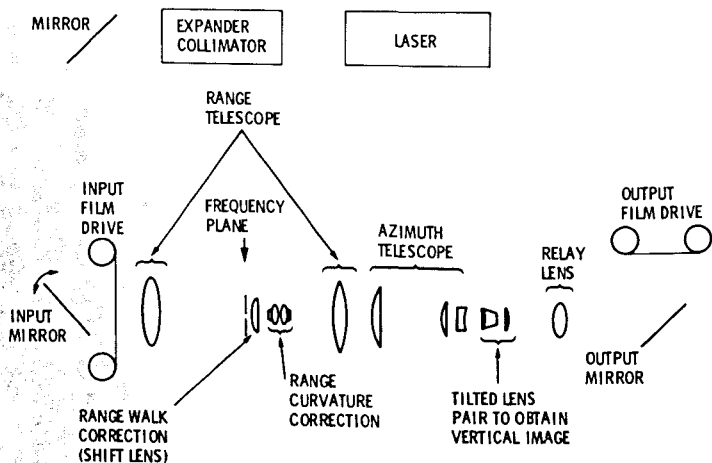 MIRROR
EXPANDER
COLLIMATOR
LASER
RANGE
TELESCOPE
INPUT
FILM
DRIVE
FREQUENCY
PLANE
AZIMUTH
TELESCOPE
RELAY
LENS
OUTPUT
FILM DRIVE
INPUT
MIRROR
RANGE WALK
CORRECTION
(SHIFT LENS)
RANGE
CURVATURE
CORRECTION
TILTED LENS
PAIR TO OBTAIN
VERTICAL IMAGE
OUTPUT
MIRROR